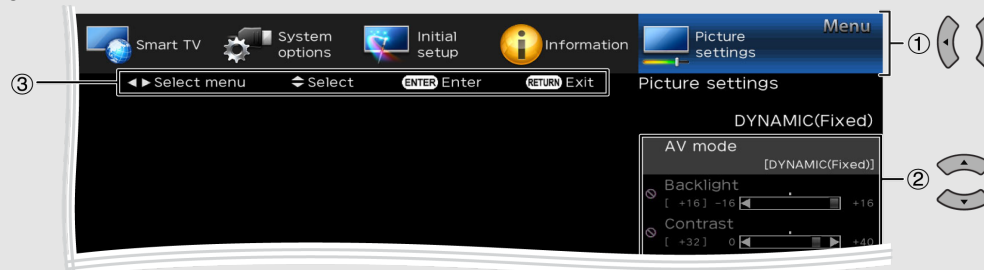 Menu
Smart TV
System
options
Initial
setup
Information
Picture
settings
①
③
◄►Select menu
Select
ENTER Enter
RETURN Exit
Picture settings
DYNAMIC(Fixed)
AV mode
[DYNAMIC(Fixed)]
②
Backlight
[ +16] -16 +16
Contrast
[ +32] 0 +40